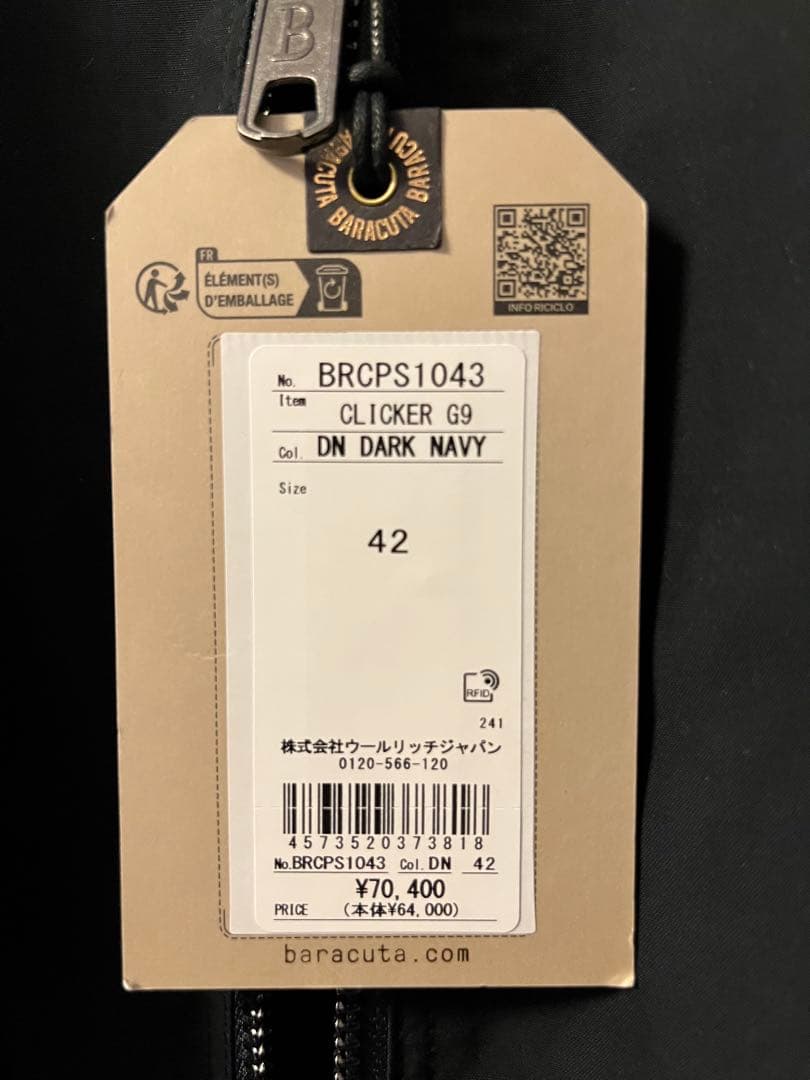 B
BARACUTA BARACUTA BARACUTA
FR
ÉLÉMENT(S)
D'EMBALLAGE
INFO RICICLO
No. BRCPS1043
Item
CLICKER G9
Col. DN DARK NAVY
Size
42
RFID
241
株式会社ウールリッチジャパン
0120-566-120
4573520373818
No.BRCPS1043 Col.DN 42
¥70,400
PRICE (本体¥64,000)
baracuta.com